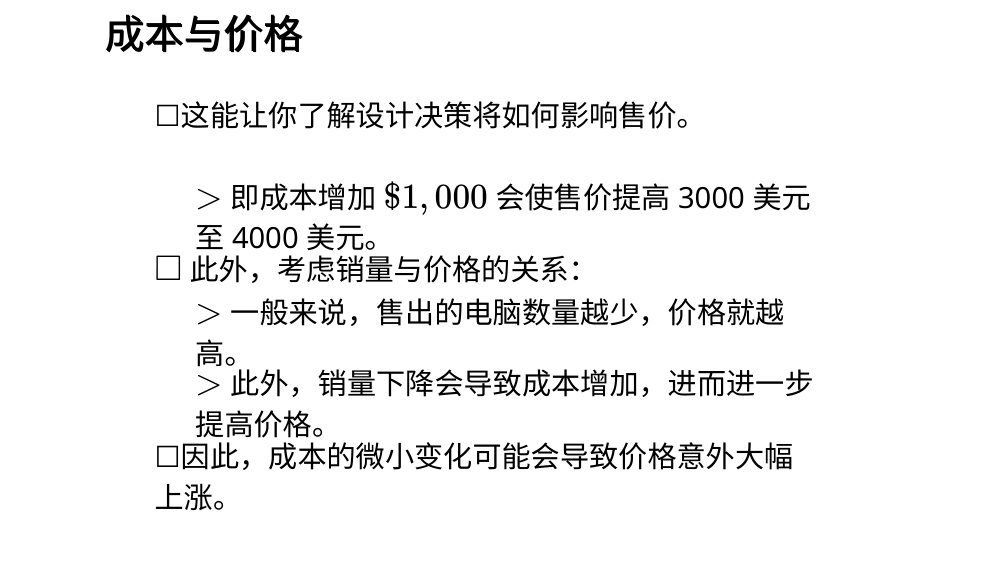 成本与价格
□这能让你了解设计决策将如何影响售价。
> 即成本增加 $1,000 会使售价提高 3000 美元
至 4000 美元。
□ 此外，考虑销量与价格的关系：
> 一般来说，售出的电脑数量越少，价格就越
高。
> 此外，销量下降会导致成本增加，进而进一步
提高价格。
□因此，成本的微小变化可能会导致价格意外大幅
上涨。